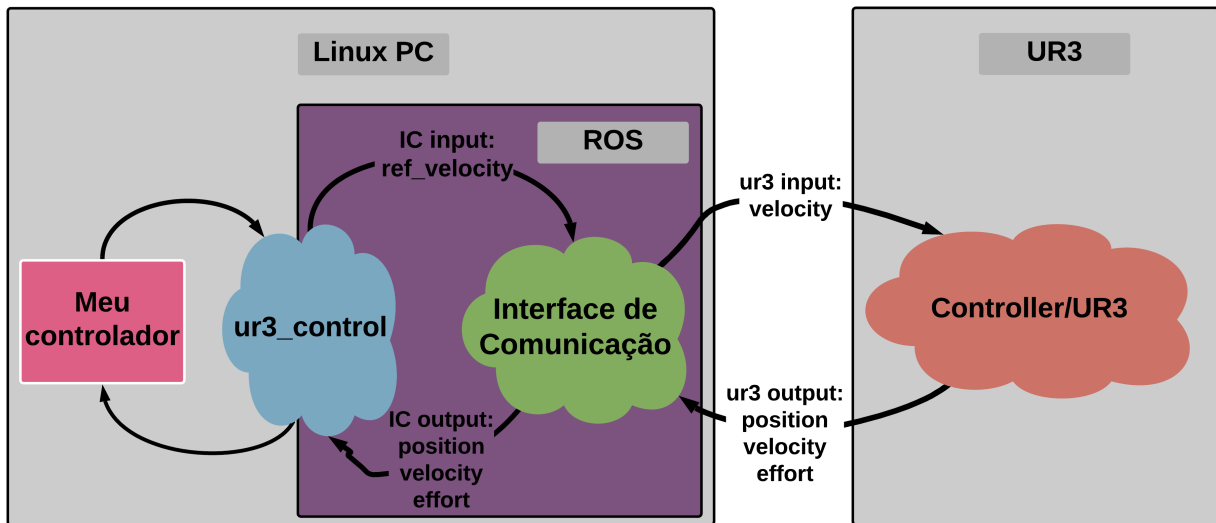 Linux PC
UR3
ROS
IC input:
ref_velocity
ur3 input:
velocity
Meu
controlador
ur3_control
Interface de
Comunicação
Controller/UR3
IC output:
position
velocity
effort
ur3 output:
position
velocity
effort